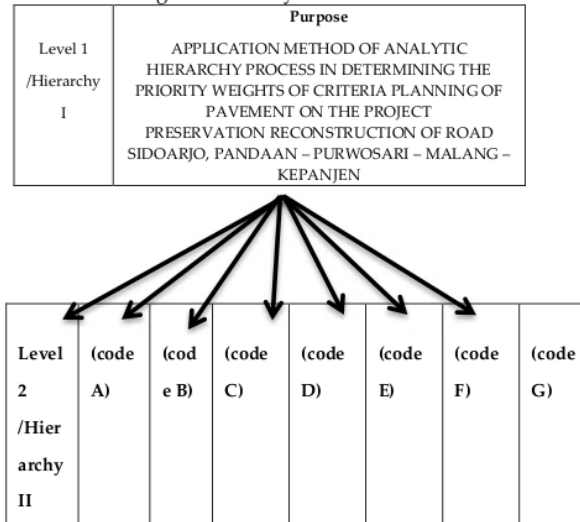 Purpose
Level 1
/Hierarchy
I
APPLICATION METHOD OF ANALYTIC
HIERARCHY PROCESS IN DETERMINING THE
PRIORITY WEIGHTS OF CRITERIA PLANNING OF
PAVEMENT ON THE PROJECT
PRESERVATION RECONSTRUCTION OF ROAD
SIDOARJO, PANDAAN – PURWOSARI – MALANG –
KEPANJEN
Level
2
/Hier
archy
II
(code
A)
(cod
e B)
(code
C)
(code
D)
(code
E)
(code
F)
(code
G)